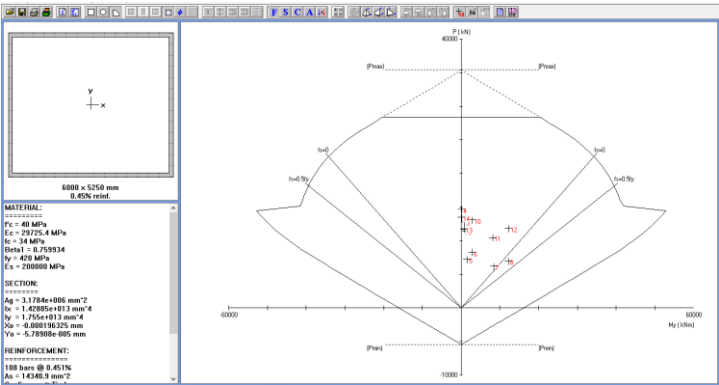 F S C A
y
x
6000 x 5250 mm
0.45% reinf.
MATERIAL:
=========
f'c = 40 MPa
Ec = 29725.4 MPa
fc = 34 MPa
Beta1 = 0.759934
fy = 420 MPa
Es = 200000 MPa
SECTION:
========
Ag = 3.1784e+006 mm^2
Ix = 1.42885e+013 mm^4
Iy = 1.755e+013 mm^4
Xo = -0.000196325 mm
Yo = -5.78908e-005 mm
REINFORCEMENT:
===============
108 bars @ 0.451%
As = 14340.9 mm^2
P (kN)
40000
(Pmax)
(Pmax)
fs=0
fs=0
fs=0.5fy
fs=0.5fy
10
12
13
11
6
5
-60000
60000
My (kNm)
(Pmin)
(Pmin)
-10000